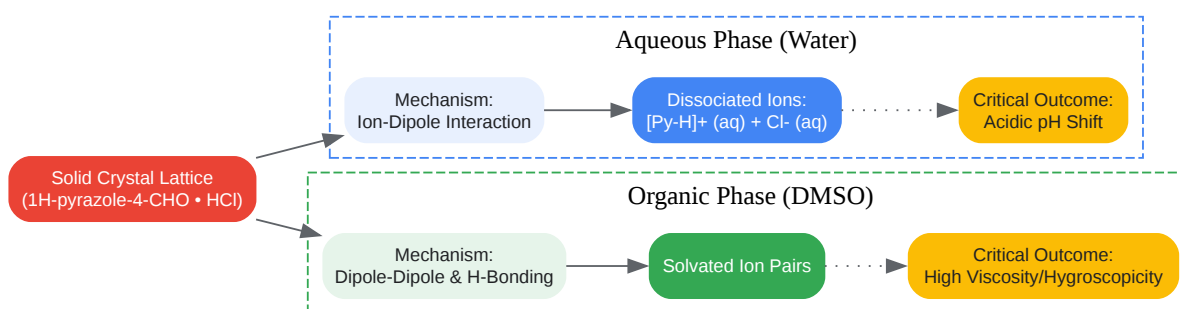 Aqueous Phase (Water)
Mechanism:
Ion-Dipole Interaction
Dissociated Ions:
[Py-H]+ (aq) + Cl- (aq)
Critical Outcome:
Acidic pH Shift
Solid Crystal Lattice
(1H-pyrazole-4-CHO • HCl)
Organic Phase (DMSO)
Mechanism:
Dipole-Dipole & H-Bonding
Solvated Ion Pairs
Critical Outcome:
High Viscosity/Hygroscopicity